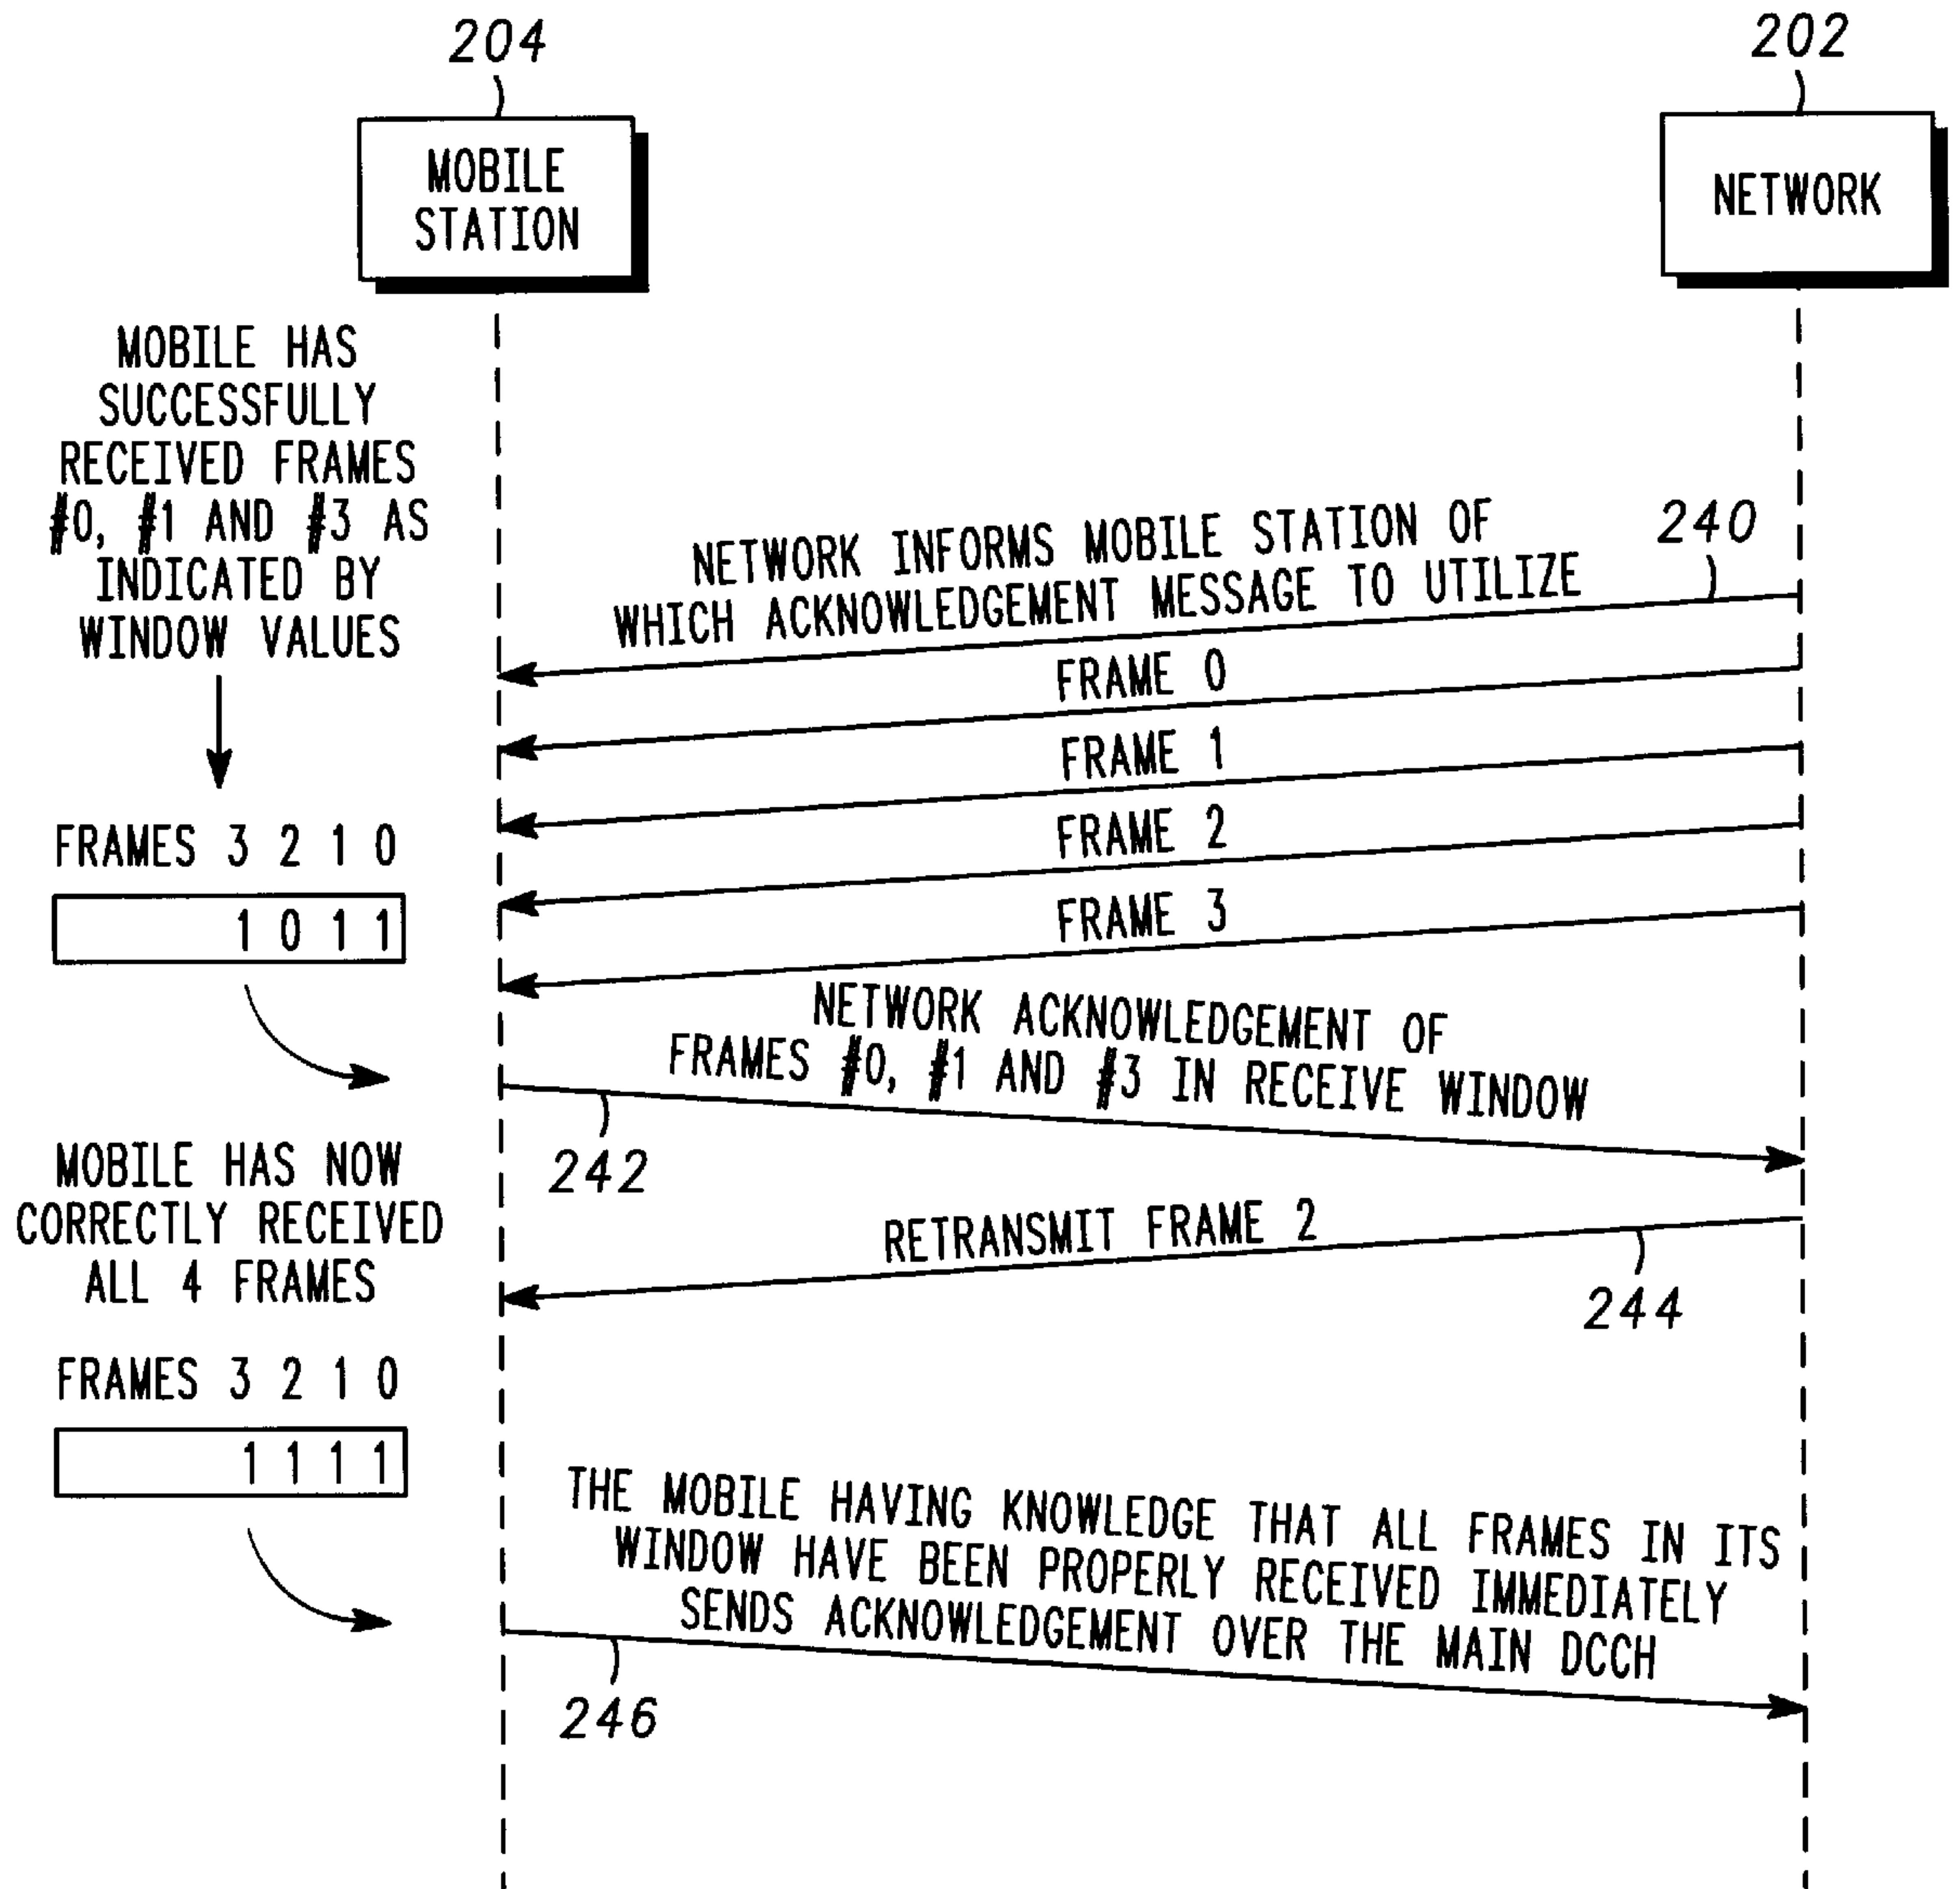 204
202
MOBILE
STATION
NETWORK
MOBILE HAS
SUCCESSFULLY
RECEIVED FRAMES
#0, #1 AND #3 AS
INDICATED BY
WINDOW VALUES
240
NETWORK INFORMS MOBILE STATION OF
WHICH ACKNOWLEDGEMENT MESSAGE TO UTILIZE
FRAME 0
FRAME 1
FRAME 2
FRAME 3
FRAMES 3 2 1 0
1 0 1 1
NETWORK ACKNOWLEDGEMENT OF
FRAMES #0, #1 AND #3 IN RECEIVE WINDOW
242
MOBILE HAS NOW
CORRECTLY RECEIVED
ALL 4 FRAMES
RETRANSMIT FRAME 2
244
FRAMES 3 2 1 0
1 1 1 1
THE MOBILE HAVING KNOWLEDGE THAT ALL FRAMES IN ITS
WINDOW HAVE BEEN PROPERLY RECEIVED IMMEDIATELY
SENDS ACKNOWLEDGEMENT OVER THE MAIN DCCH
246